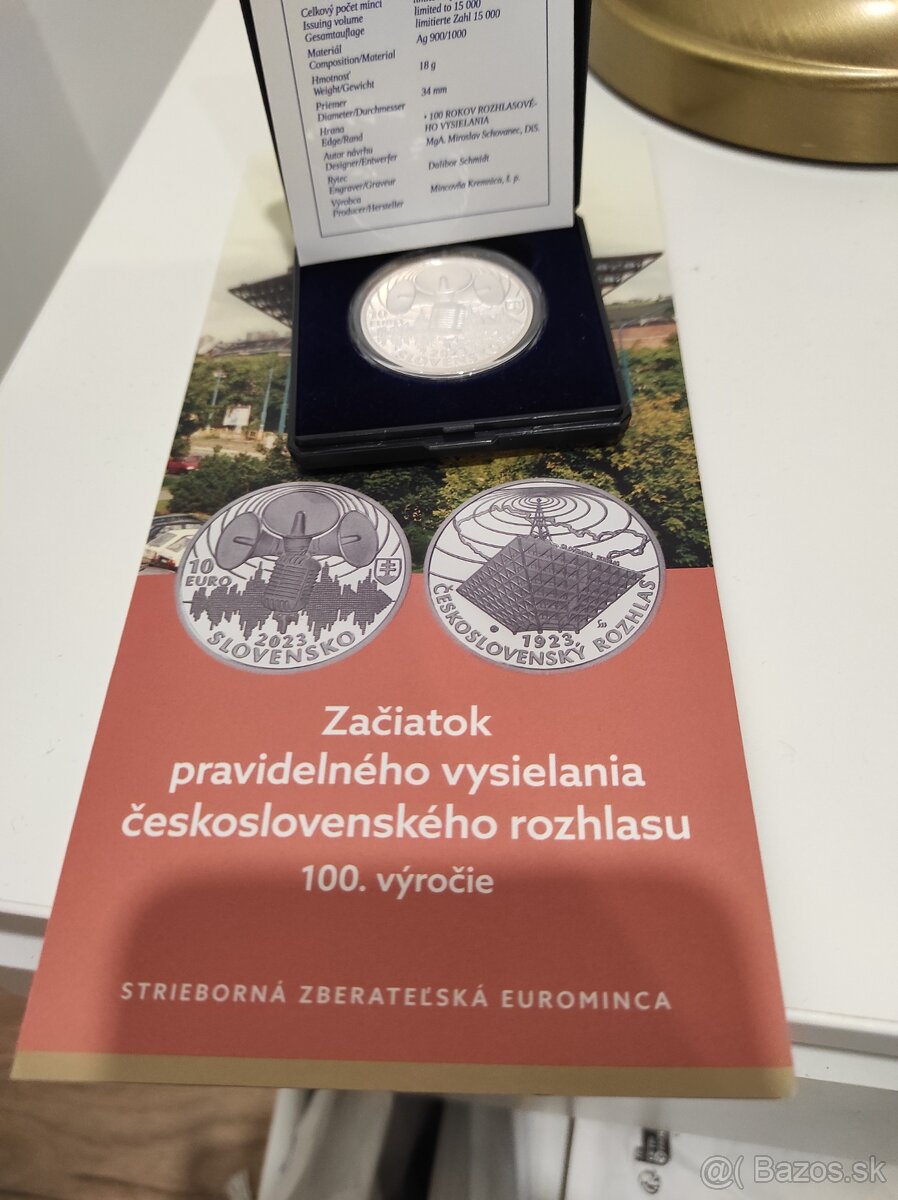 Celkový počet mincí
Issuing volume
Gesamtauflage
limited to 15 000
limitierte Zahl 15 000
Materiál
Composition/Material
Ag 900/1000
Hmotnosť
Weight/Gewicht
18 g
Priemer
Diameter/Durchmesser
34 mm
Hrana
Edge/Rand
• 100 ROKOV ROZHLASOVÉ-
HO VYSIELANIA
Autor návrhu
Designer/Entwerfer
MgA. Miroslav Schovanec, DiS.
Rytec
Engraver/Graveur
Dalibor Schmidt
Výrobca
Producer/Hersteller
Mincovňa Kremnica, š. p.
10
EURO
SLOVENSKO
10
EURO
2023
SLOVENSKO
1923
ČESKOSLOVENSKÝ ROZHLAS
Začiatok
pravidelného vysielania
československého rozhlasu
100. výročie
STRIEBORNÁ ZBERATEĽSKÁ EUROMINCA
@( Bazos.sk